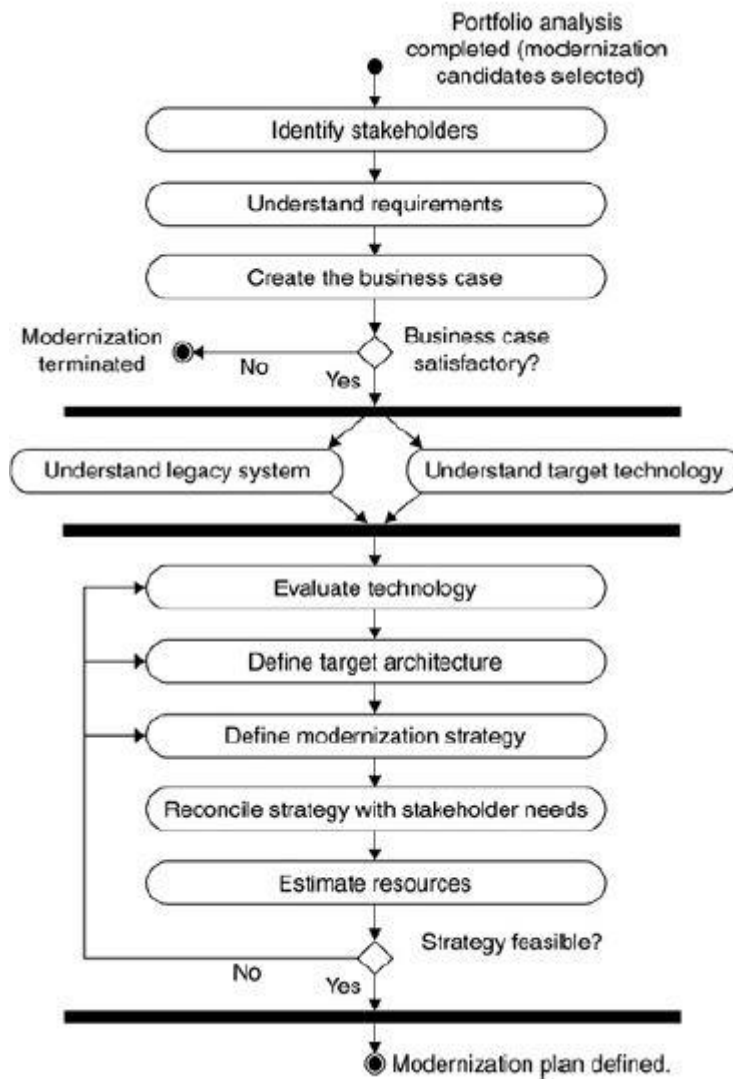 Portfolio analysis
completed (modernization
candidates selected)
Identify stakeholders
Understand requirements
Create the business case
Modernization
terminated
No
Business case
satisfactory?
Yes
Understand legacy system
Understand target technology
Evaluate technology
Define target architecture
Define modernization strategy
Reconcile strategy with stakeholder needs
Estimate resources
Strategy feasible?
No
Yes
Modernization plan defined.